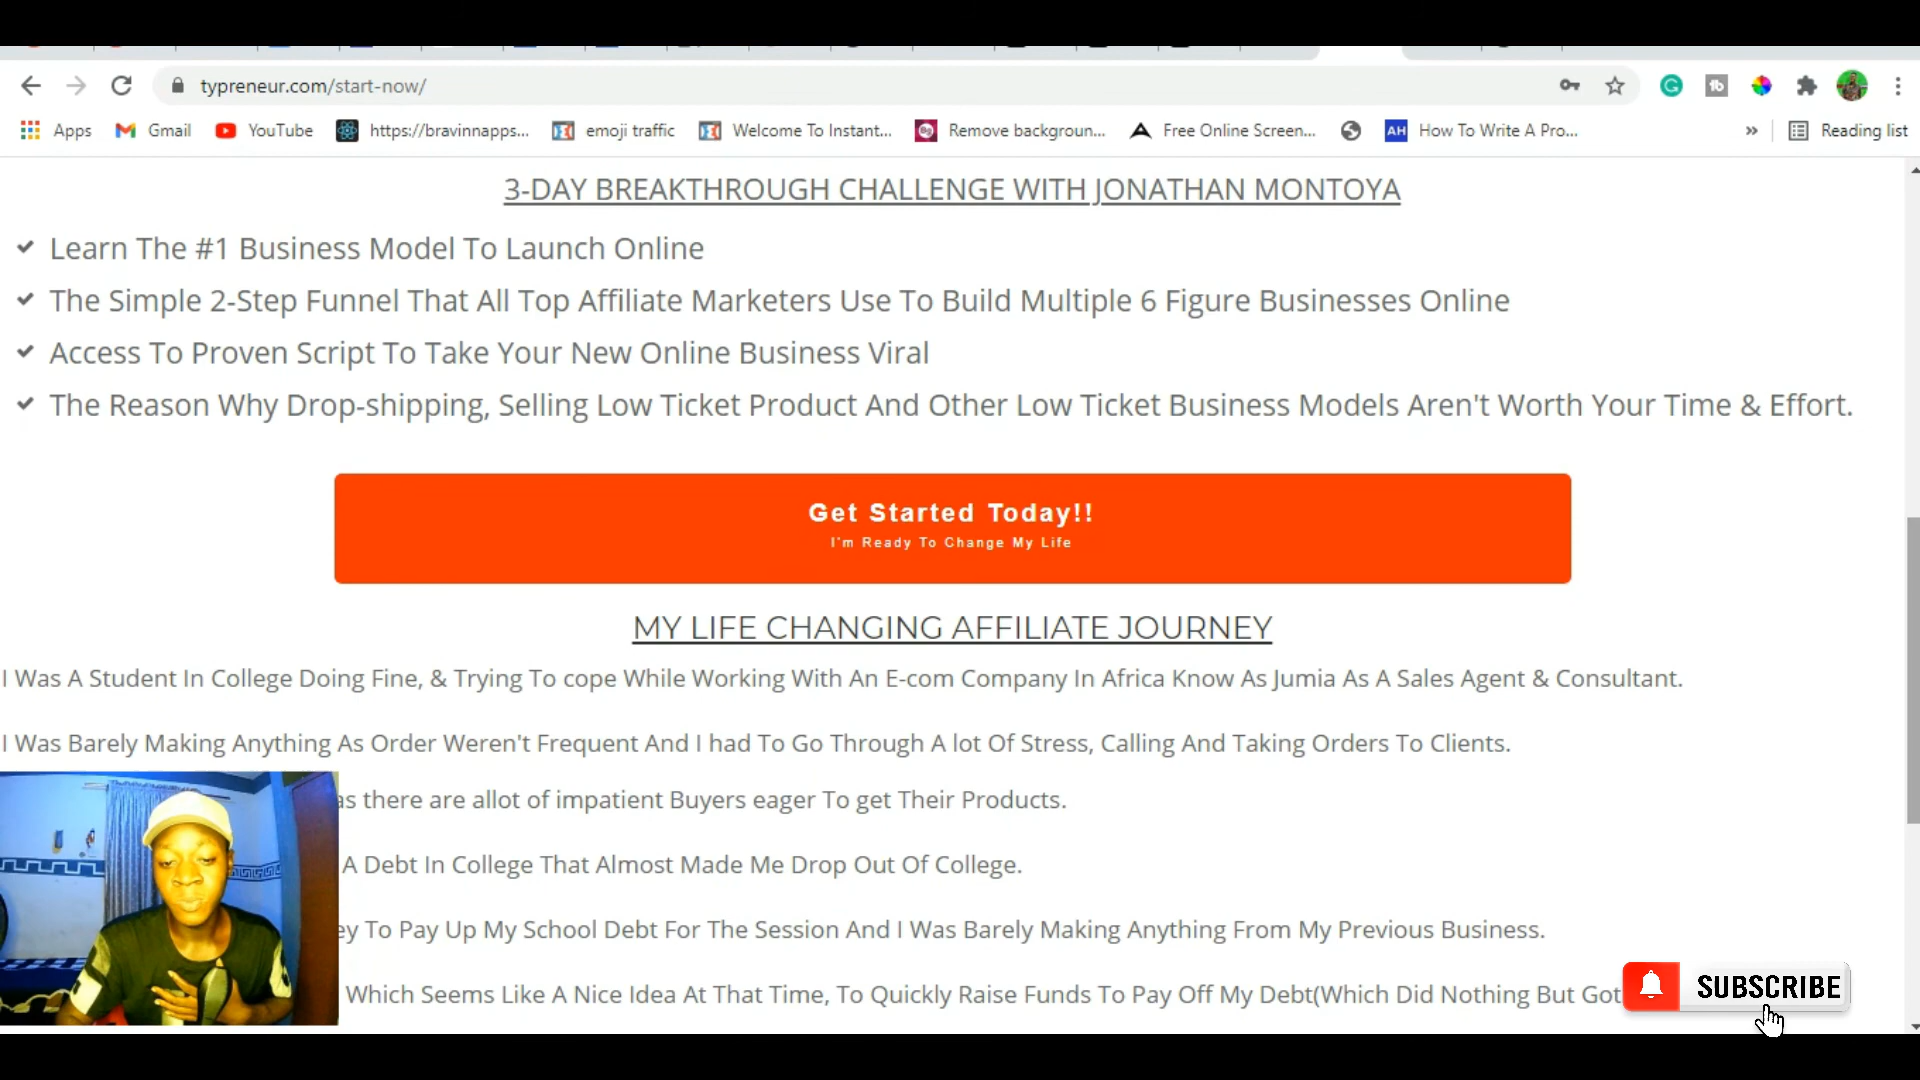 typreneur.com/start-now/
Apps Gmail YouTube https://bravinnapps... emoji traffic Welcome To Instant... Remove backgroun... Free Online Screen... AH How To Write A Pro... » Reading list
3-DAY BREAKTHROUGH CHALLENGE WITH JONATHAN MONTOYA
Learn The #1 Business Model To Launch Online
The Simple 2-Step Funnel That All Top Affiliate Marketers Use To Build Multiple 6 Figure Businesses Online
Access To Proven Script To Take Your New Online Business Viral
The Reason Why Drop-shipping, Selling Low Ticket Product And Other Low Ticket Business Models Aren't Worth Your Time & Effort.
Get Started Today!!
I'm Ready To Change My Life
MY LIFE CHANGING AFFILIATE JOURNEY
I Was A Student In College Doing Fine, & Trying To cope While Working With An E-com Company In Africa Know As Jumia As A Sales Agent & Consultant.
I Was Barely Making Anything As Order Weren't Frequent And I had To Go Through A lot Of Stress, Calling And Taking Orders To Clients.
as there are allot of impatient Buyers eager To get Their Products.
A Debt In College That Almost Made Me Drop Out Of College.
ey To Pay Up My School Debt For The Session And I Was Barely Making Anything From My Previous Business.
Which Seems Like A Nice Idea At That Time, To Quickly Raise Funds To Pay Off My Debt(Which Did Nothing But Got
SUBSCRIBE